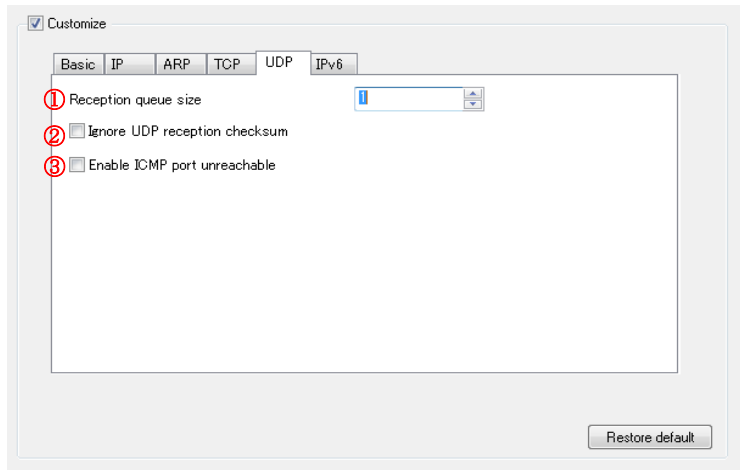 Customize
Basic IP ARP TCP UDP IPv6
① Reception queue size 1
② Ignore UDP reception checksum
③ Enable ICMP port unreachable
Restore default